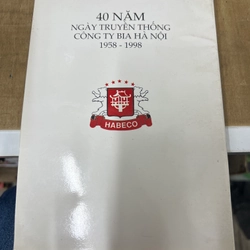 40 NĂM
NGÀY TRUYỀN THỐNG
CÔNG TY BIA HÀ NỘI
1958 - 1998
HABECO